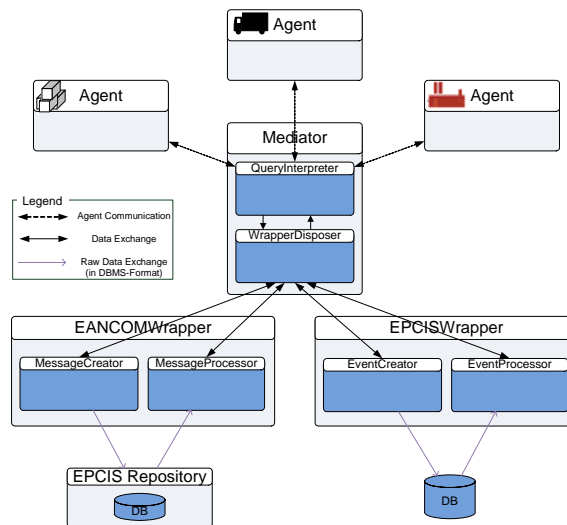 Agent
Agent
Agent
Mediator
QueryInterpreter
WrapperDisposer
Legend
Agent Communication
Data Exchange
Raw Data Exchange
(in DBMS-Format)
EANCOMWrapper
MessageCreator
MessageProcessor
EPCISWrapper
EventCreator
EventProcessor
EPCIS Repository
DB
DB